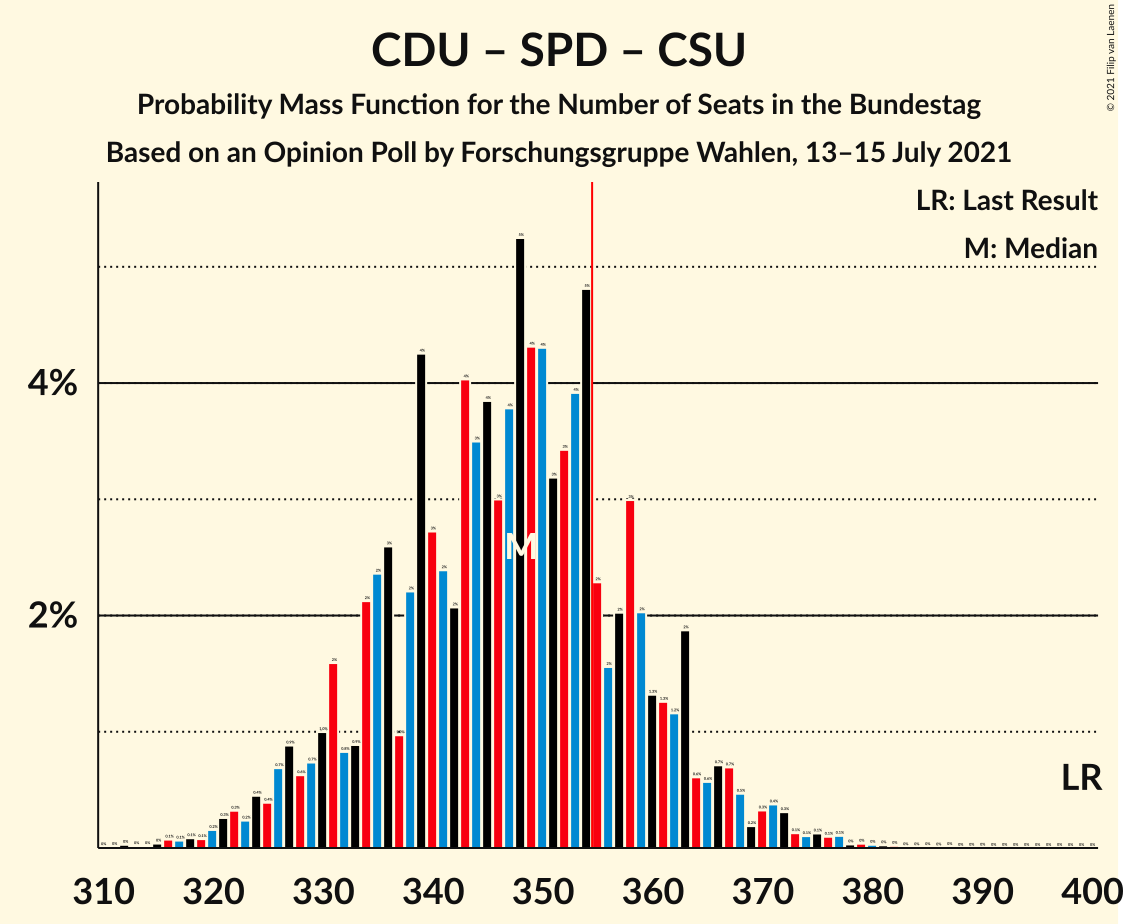 CDU – SPD – CSU
Probability Mass Function for the Number of Seats in the Bundestag
Based on an Opinion Poll by Forschungsgruppe Wahlen, 13–15 July 2021
© 2021 Filip van Laenen
LR: Last Result
M: Median
4%
2%
M
LR
310 320 330 340 350 360 370 380 390 400